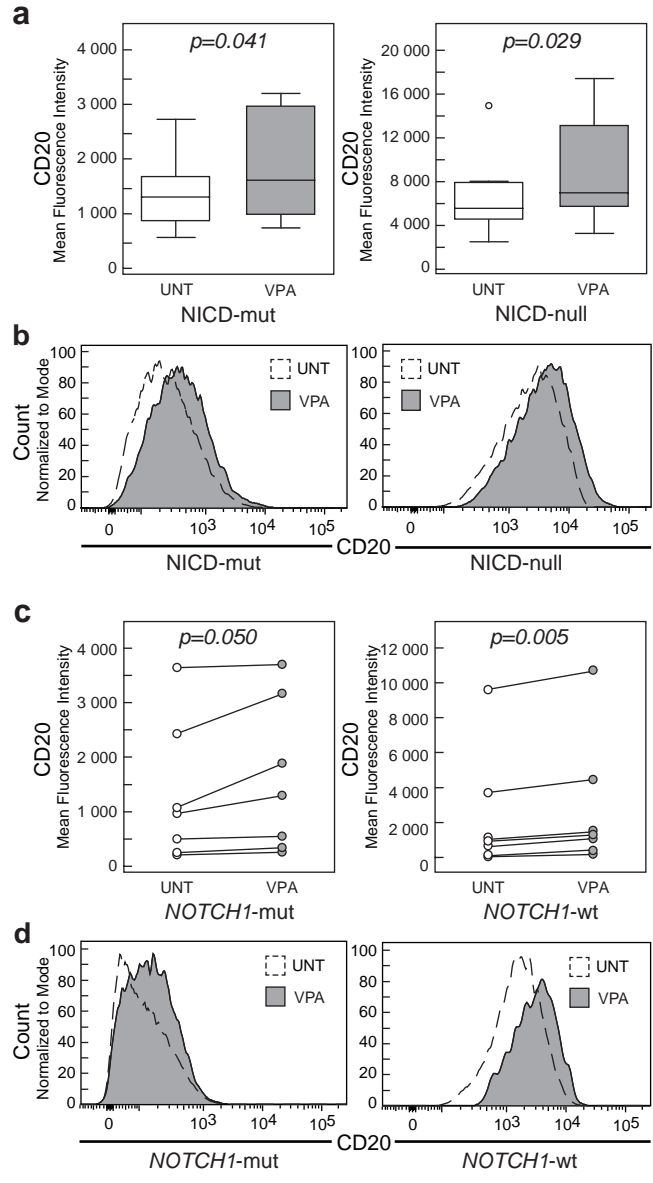 a
CD20
Mean Fluorescence Intensity
4 000
3 000
2 000
1 000
0
p=0.041
UNT
VPA
NICD-mut
CD20
Mean Fluorescence Intensity
20 000
16 000
12 000
8 000
4 000
0
p=0.029
UNT
VPA
NICD-null
b
Count
Normalized to Mode
100
80
60
40
20
0
UNT
VPA
0
10³
10⁴
10⁵
NICD-mut
100
80
60
40
20
0
UNT
VPA
0
10³
10⁴
10⁵
CD20
NICD-null
c
CD20
Mean Fluorescence Intensity
4 000
3 000
2 000
1 000
0
p=0.050
UNT
VPA
NOTCH1-mut
CD20
Mean Fluorescence Intensity
12 000
10 000
8 000
6 000
4 000
2 000
0
p=0.005
UNT
VPA
NOTCH1-wt
d
Count
Normalized to Mode
100
80
60
40
20
0
UNT
VPA
0
10³
10⁴
10⁵
NOTCH1-mut
100
80
60
40
20
0
UNT
VPA
0
10³
10⁴
10⁵
CD20
NOTCH1-wt